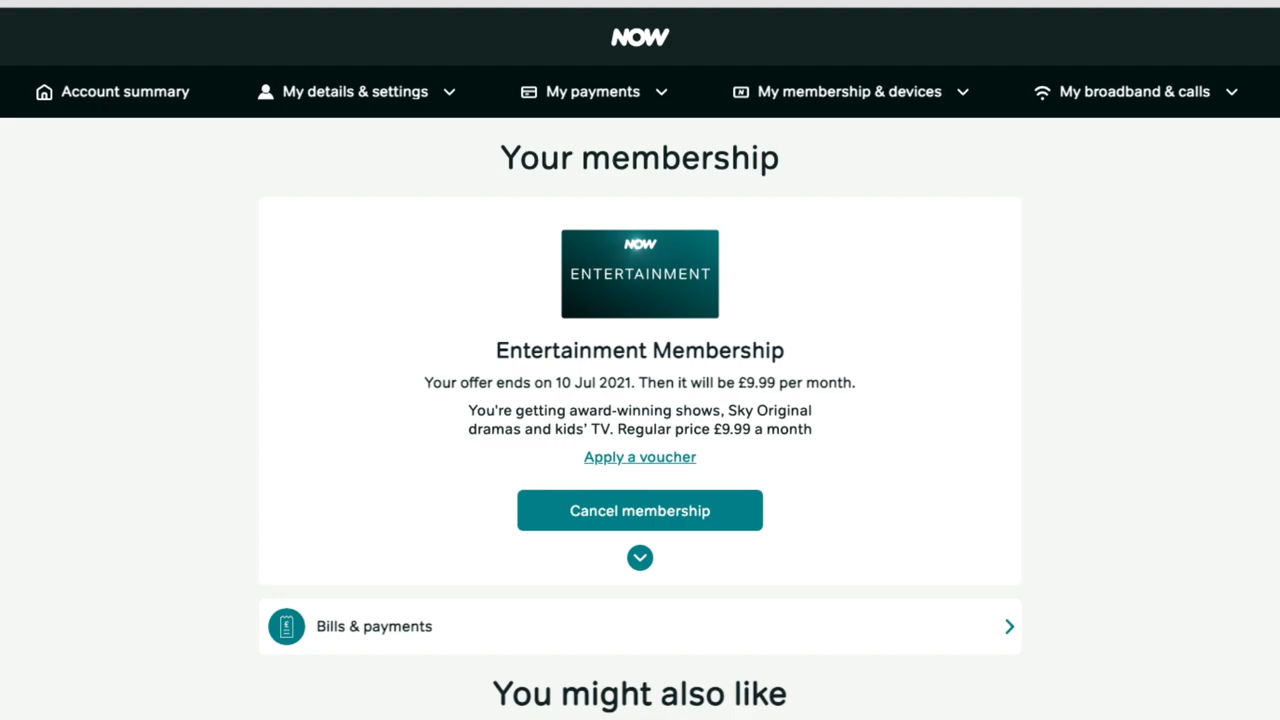 NOW
Account summary
My details & settings
My payments
My membership & devices
My broadband & calls
Your membership
NOW
ENTERTAINMENT
Entertainment Membership
Your offer ends on 10 Jul 2021. Then it will be £9.99 per month.
You're getting award-winning shows, Sky Original
dramas and kids’ TV. Regular price £9.99 a month
Apply a voucher
Cancel membership
Bills & payments
You might also like